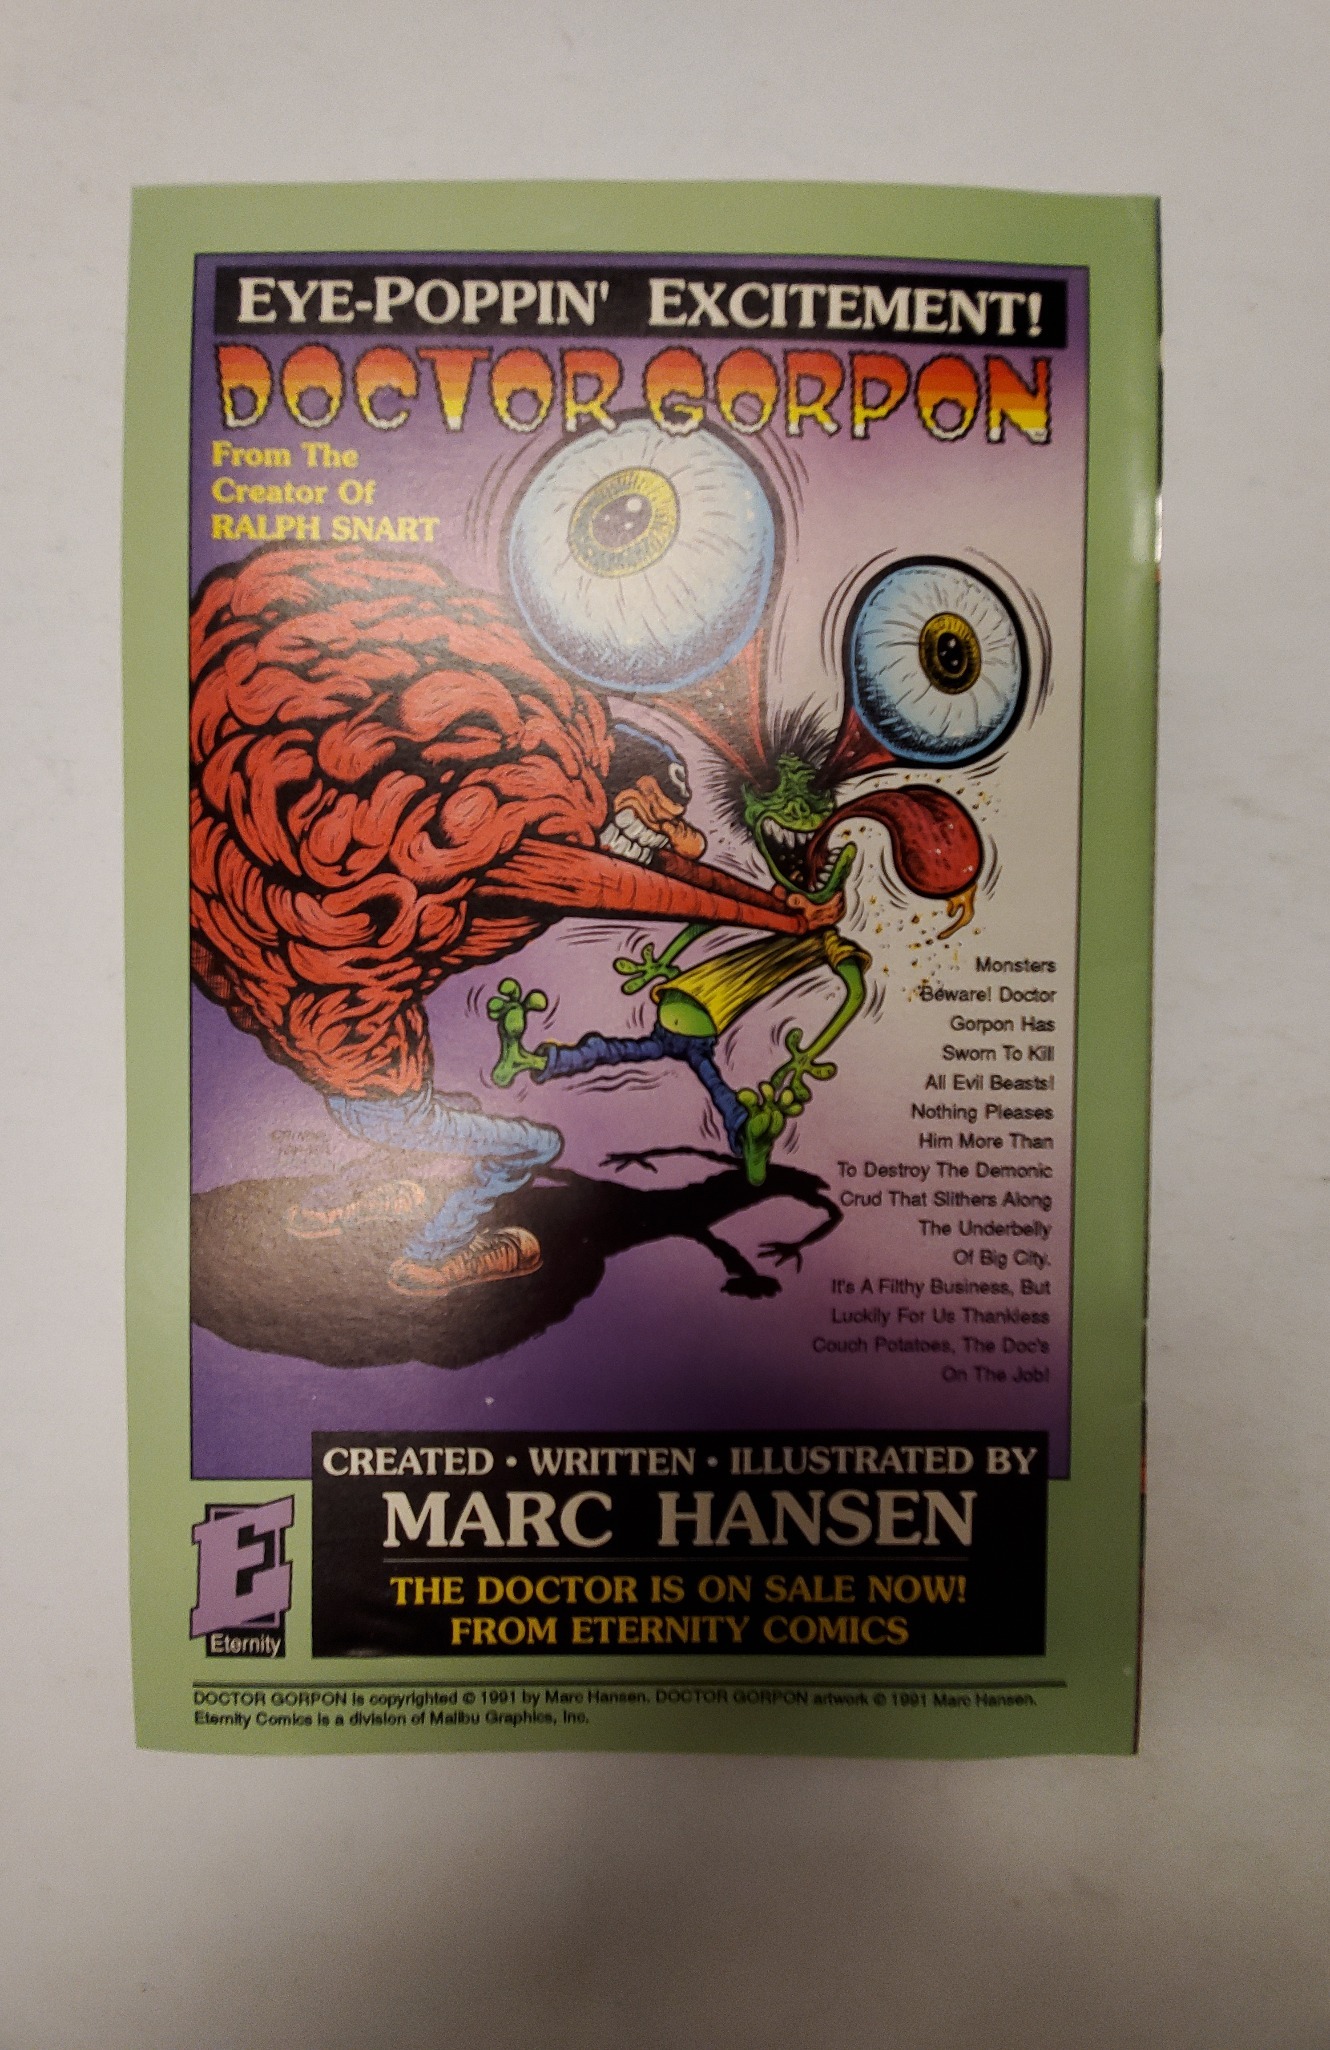 EYE-POPPIN' EXCITEMENT!
DOCTOR GORPON
From The
Creator Of
RALPH SNART
Monsters
Beware! Doctor
Gorpon Has
Sworn To Kill
All Evil Beasts!
Nothing Pleases
Him More Than
To Destroy The Demonic
Crud That Slithers Along
The Underbelly
Of Big City.
It's A Filthy Business, But
Luckily For Us Thankless
Couch Potatoes, The Doc's
On The Job!
CREATED • WRITTEN • ILLUSTRATED BY
MARC HANSEN
THE DOCTOR IS ON SALE NOW!
FROM ETERNITY COMICS
E
Eternity
DOCTOR GORPON is copyrighted © 1991 by Marc Hansen. DOCTOR GORPON artwork © 1991 Marc Hansen.
Eternity Comics is a division of Malibu Graphics, Inc.